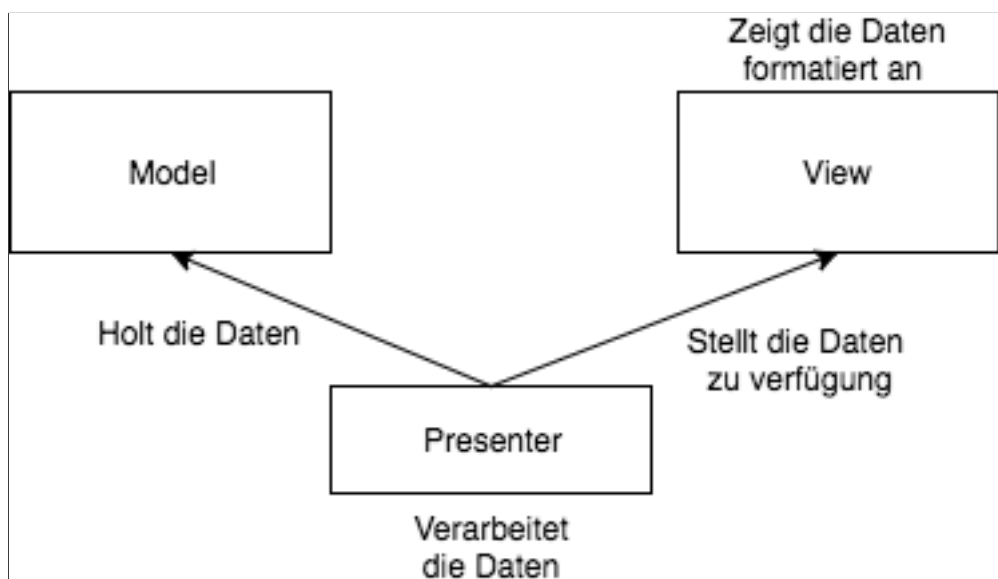 Zeigt die Daten
formatiert an
Model
View
Holt die Daten
Stellt die Daten
zu verfügung
Presenter
Verarbeitet
die Daten